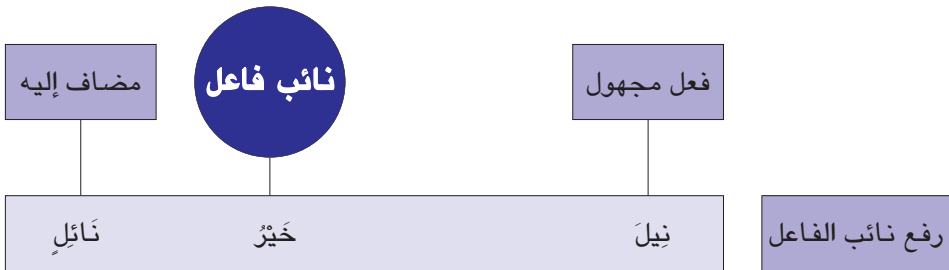 فعل مجهول
نائب فاعل
مضاف إليه
رفع نائب الفاعل
نِيلَ خَيْرُ نَائِلٍ